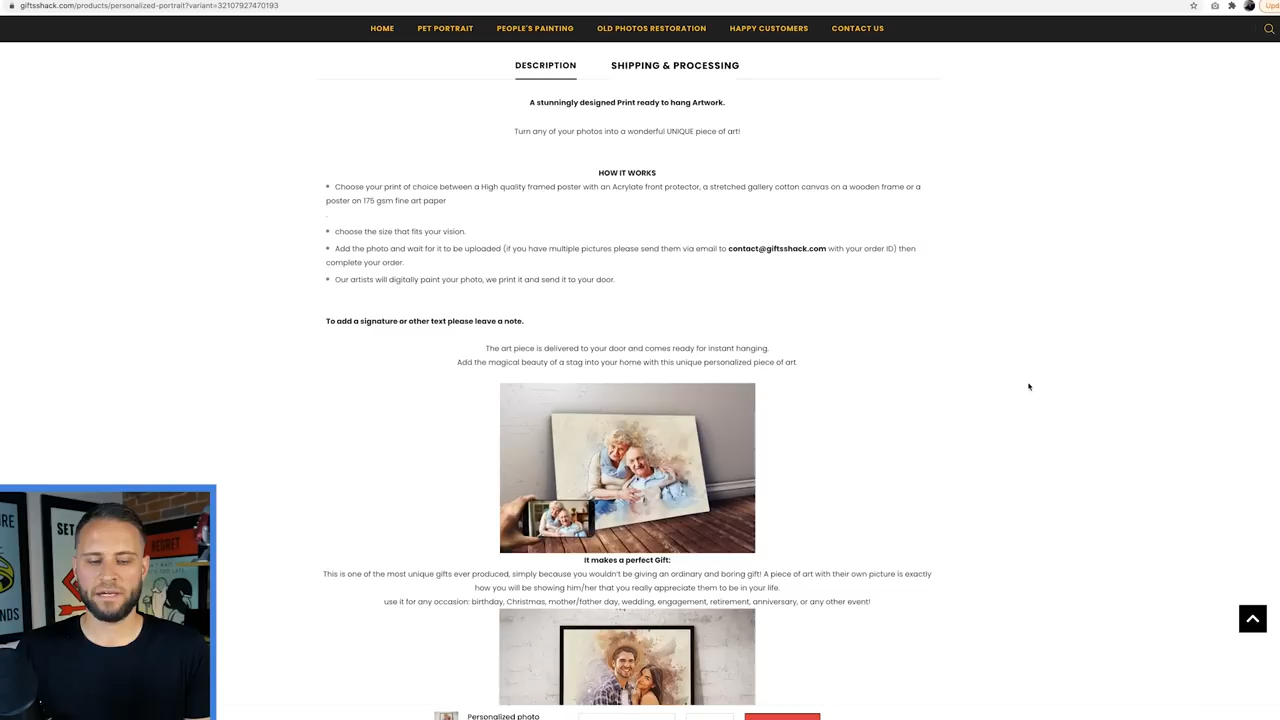 giftsshack.com/products/personalized-portrait?variant=32107927470193
HOME PET PORTRAIT PEOPLE'S PAINTING OLD PHOTOS RESTORATION HAPPY CUSTOMERS CONTACT US
DESCRIPTION SHIPPING & PROCESSING
A stunningly designed Print ready to hang Artwork.
Turn any of your photos into a wonderful UNIQUE piece of art!
HOW IT WORKS
Choose your print of choice between a High quality framed poster with an Acrylate front protector, a stretched gallery cotton canvas on a wooden frame or a
poster on 175 gsm fine art paper
.
choose the size that fits your vision.
Add the photo and wait for it to be uploaded (if you have multiple pictures please send them via email to contact@giftsshack.com with your order ID) then
complete your order.
Our artists will digitally paint your photo, we print it and send it to your door.
To add a signature or other text please leave a note.
The art piece is delivered to your door and comes ready for instant hanging.
Add the magical beauty of a stag into your home with this unique personalized piece of art
It makes a perfect Gift:
This is one of the most unique gifts ever produced, simply because you wouldn't be giving an ordinary and boring gift! A piece of art with their own picture is exactly
how you will be showing him/her that you really appreciate them to be in your life.
use it for any occasion: birthday, Christmas, mother/father day, wedding, engagement, retirement, anniversary, or any other event!
SET
REGRET
Personalized photo